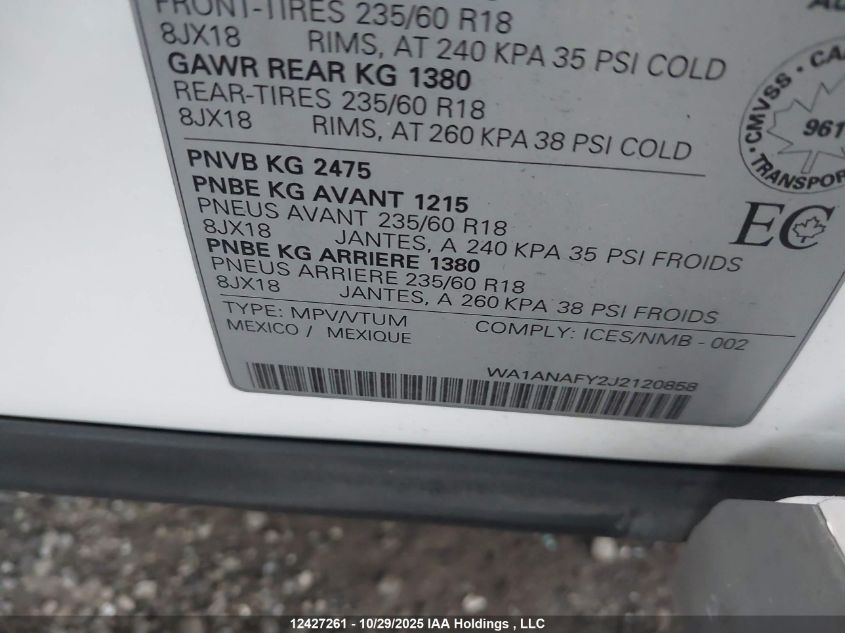 FRONT-TIRES 235/60 R18
8JX18 RIMS, AT 240 KPA 35 PSI COLD
GAWR REAR KG 1380
REAR-TIRES 235/60 R18
8JX18 RIMS, AT 260 KPA 38 PSI COLD
PNVB KG 2475
PNBE KG AVANT 1215
PNEUS AVANT 235/60 R18
8JX18 JANTES, A 240 KPA 35 PSI FROIDS
PNBE KG ARRIERE 1380
PNEUS ARRIERE 235/60 R18
8JX18 JANTES, A 260 KPA 38 PSI FROIDS
TYPE: MPV/VTUM COMPLY: ICES/NMB - 002
MEXICO / MEXIQUE
WA1ANAFY2J2120858
CMVSS · CA
961
TRANSPOR
EC
12427261 - 10/29/2025 IAA Holdings , LLC